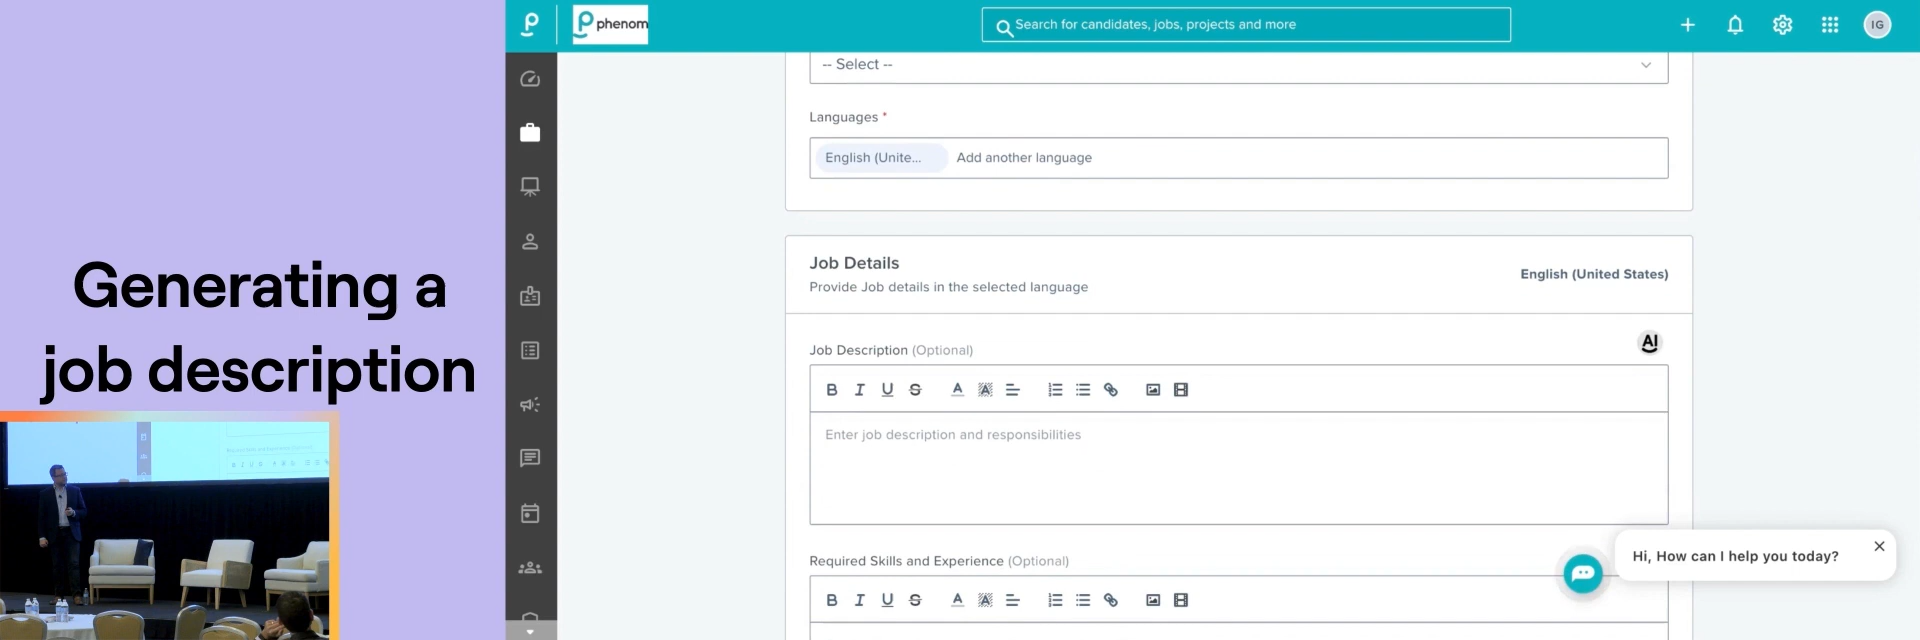 Generating a
job description
phenom
Search for candidates, jobs, projects and more
IG
-- Select --
Languages *
English (Unite...
Add another language
Job Details
Provide Job details in the selected language
English (United States)
Job Description (Optional)
AI
B I U S A A
Enter job description and responsibilities
Required Skills and Experience (Optional)
B I U S A A
Hi, How can I help you today?